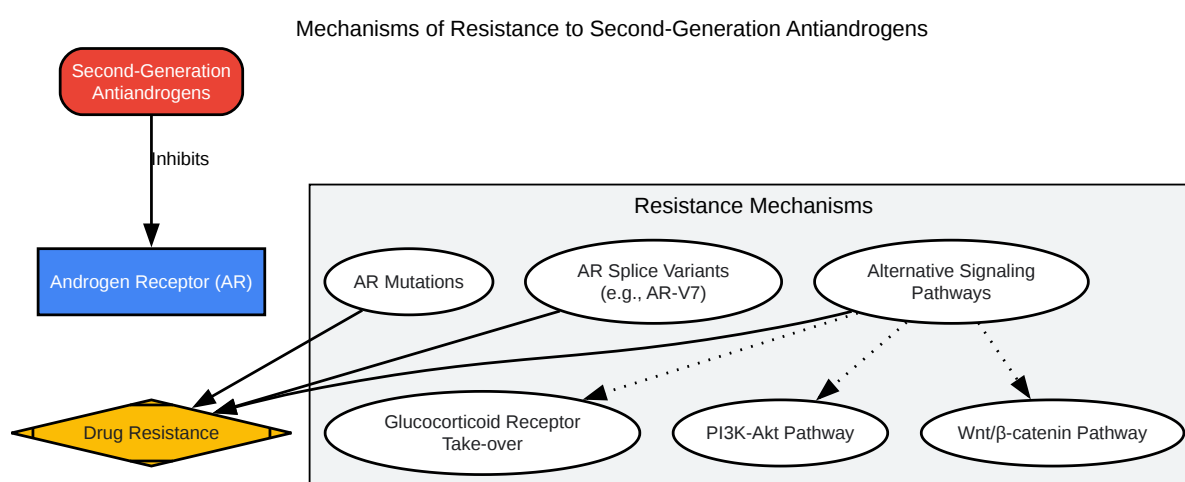 Mechanisms of Resistance to Second-Generation Antiandrogens
Second-Generation
Antiandrogens
Inhibits
Resistance Mechanisms
Androgen Receptor (AR)
AR Mutations
AR Splice Variants
(e.g., AR-V7)
Alternative Signaling
Pathways
Drug Resistance
Glucocorticoid Receptor
Take-over
PI3K-Akt Pathway
Wnt/β-catenin Pathway